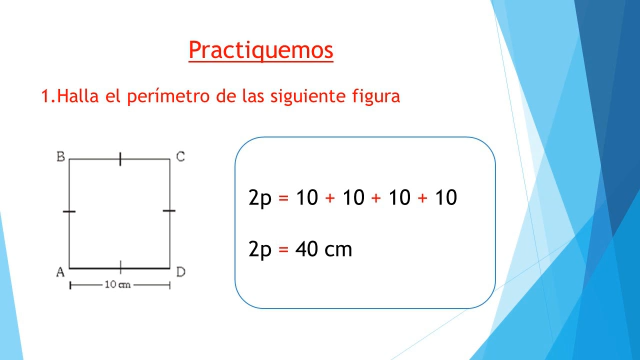 Practiquemos
1.Halla el perímetro de las siguiente figura
B
C
A
D
10 cm
2p = 10 + 10 + 10 + 10
2p = 40 cm